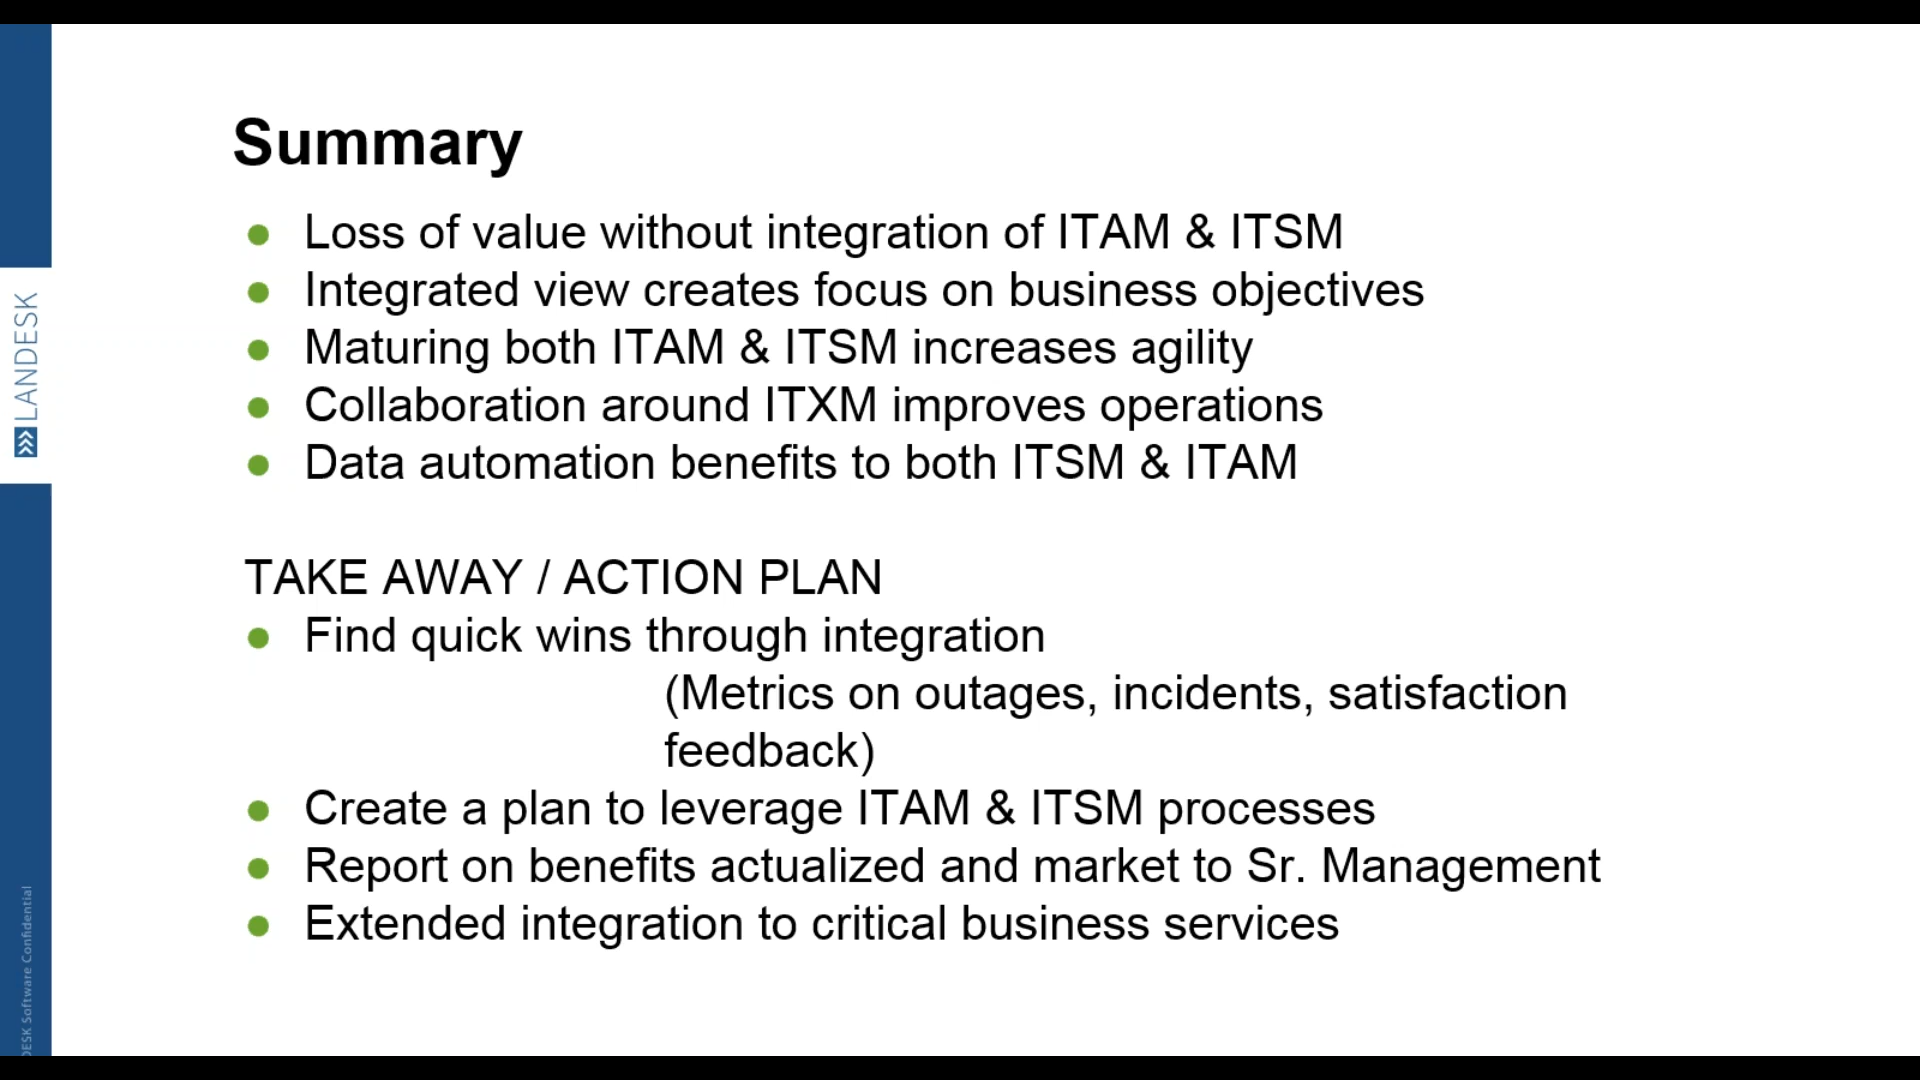 Summary
Loss of value without integration of ITAM & ITSM
Integrated view creates focus on business objectives
Maturing both ITAM & ITSM increases agility
Collaboration around ITXM improves operations
Data automation benefits to both ITSM & ITAM
TAKE AWAY / ACTION PLAN
Find quick wins through integration
(Metrics on outages, incidents, satisfaction
feedback)
Create a plan to leverage ITAM & ITSM processes
Report on benefits actualized and market to Sr. Management
Extended integration to critical business services
LANDESK
DESK Software Confidential